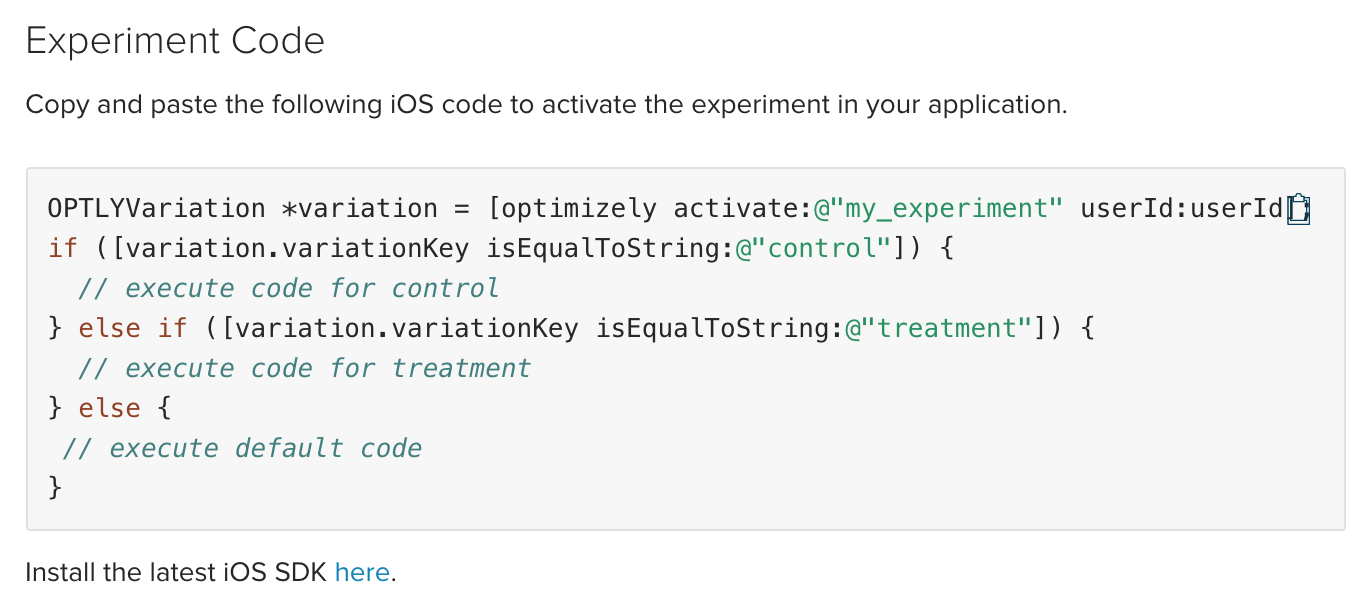 Experiment Code
Copy and paste the following iOS code to activate the experiment in your application.
OPTLYVariation *variation = [optimizely activate:@"my_experiment" userId:userId];
if ([variation.variationKey isEqualToString:@"control"]) {
  // execute code for control
} else if ([variation.variationKey isEqualToString:@"treatment"]) {
  // execute code for treatment
} else {
 // execute default code
}
Install the latest iOS SDK here.